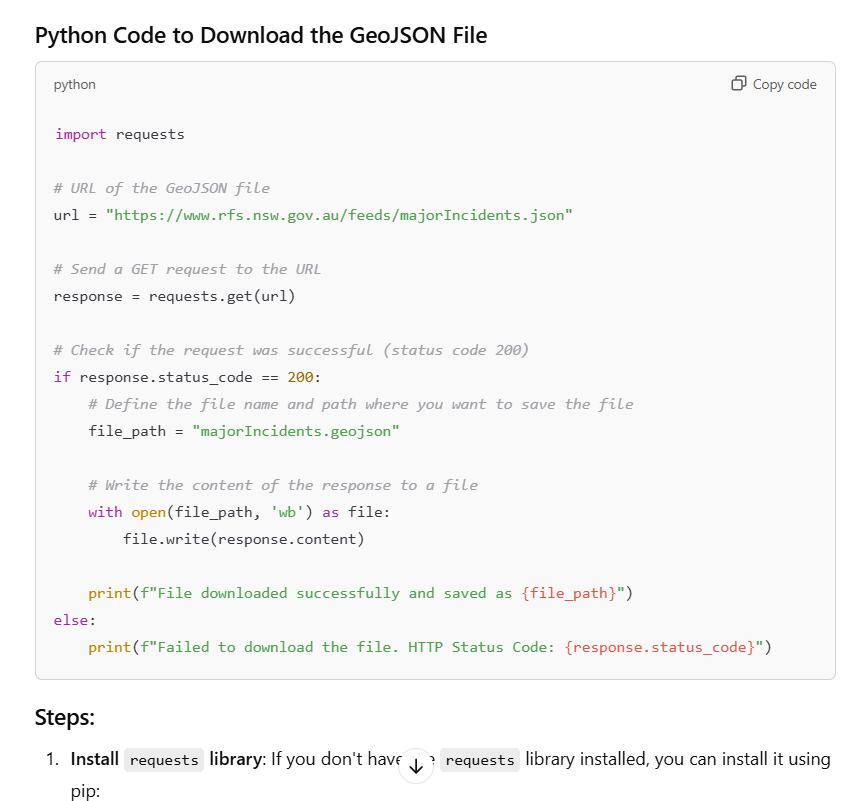 Python Code to Download the GeoJSON File
python
Copy code
import requests
# URL of the GeoJSON file
url = "https://www.rfs.nsw.gov.au/feeds/majorIncidents.json"
# Send a GET request to the URL
response = requests.get(url)
# Check if the request was successful (status code 200)
if response.status_code == 200:
    # Define the file name and path where you want to save the file
    file_path = "majorIncidents.geojson"
    # Write the content of the response to a file
    with open(file_path, 'wb') as file:
        file.write(response.content)
    print(f"File downloaded successfully and saved as {file_path}")
else:
    print(f"Failed to download the file. HTTP Status Code: {response.status_code}")
Steps:
1. Install requests library: If you don't have requests library installed, you can install it using
pip: